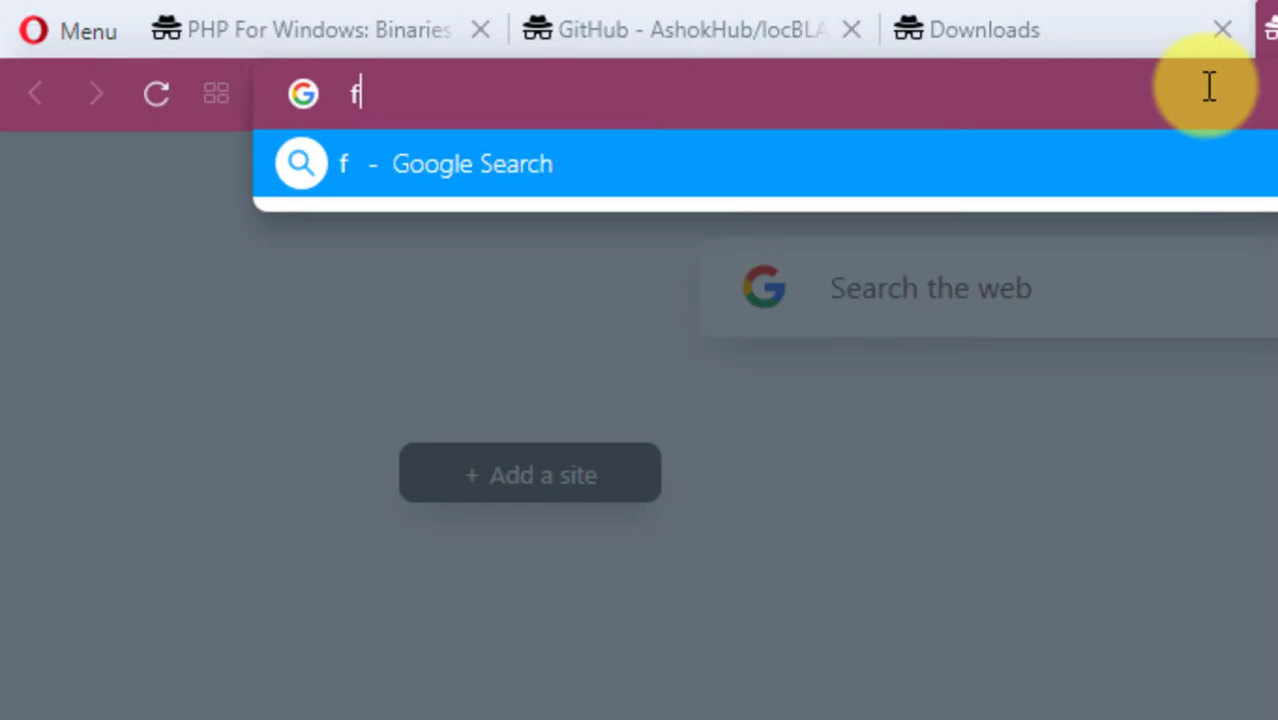 Menu
PHP For Windows: Binaries
GitHub - AshokHub/locBLA
Downloads
f
f - Google Search
Search the web
+ Add a site